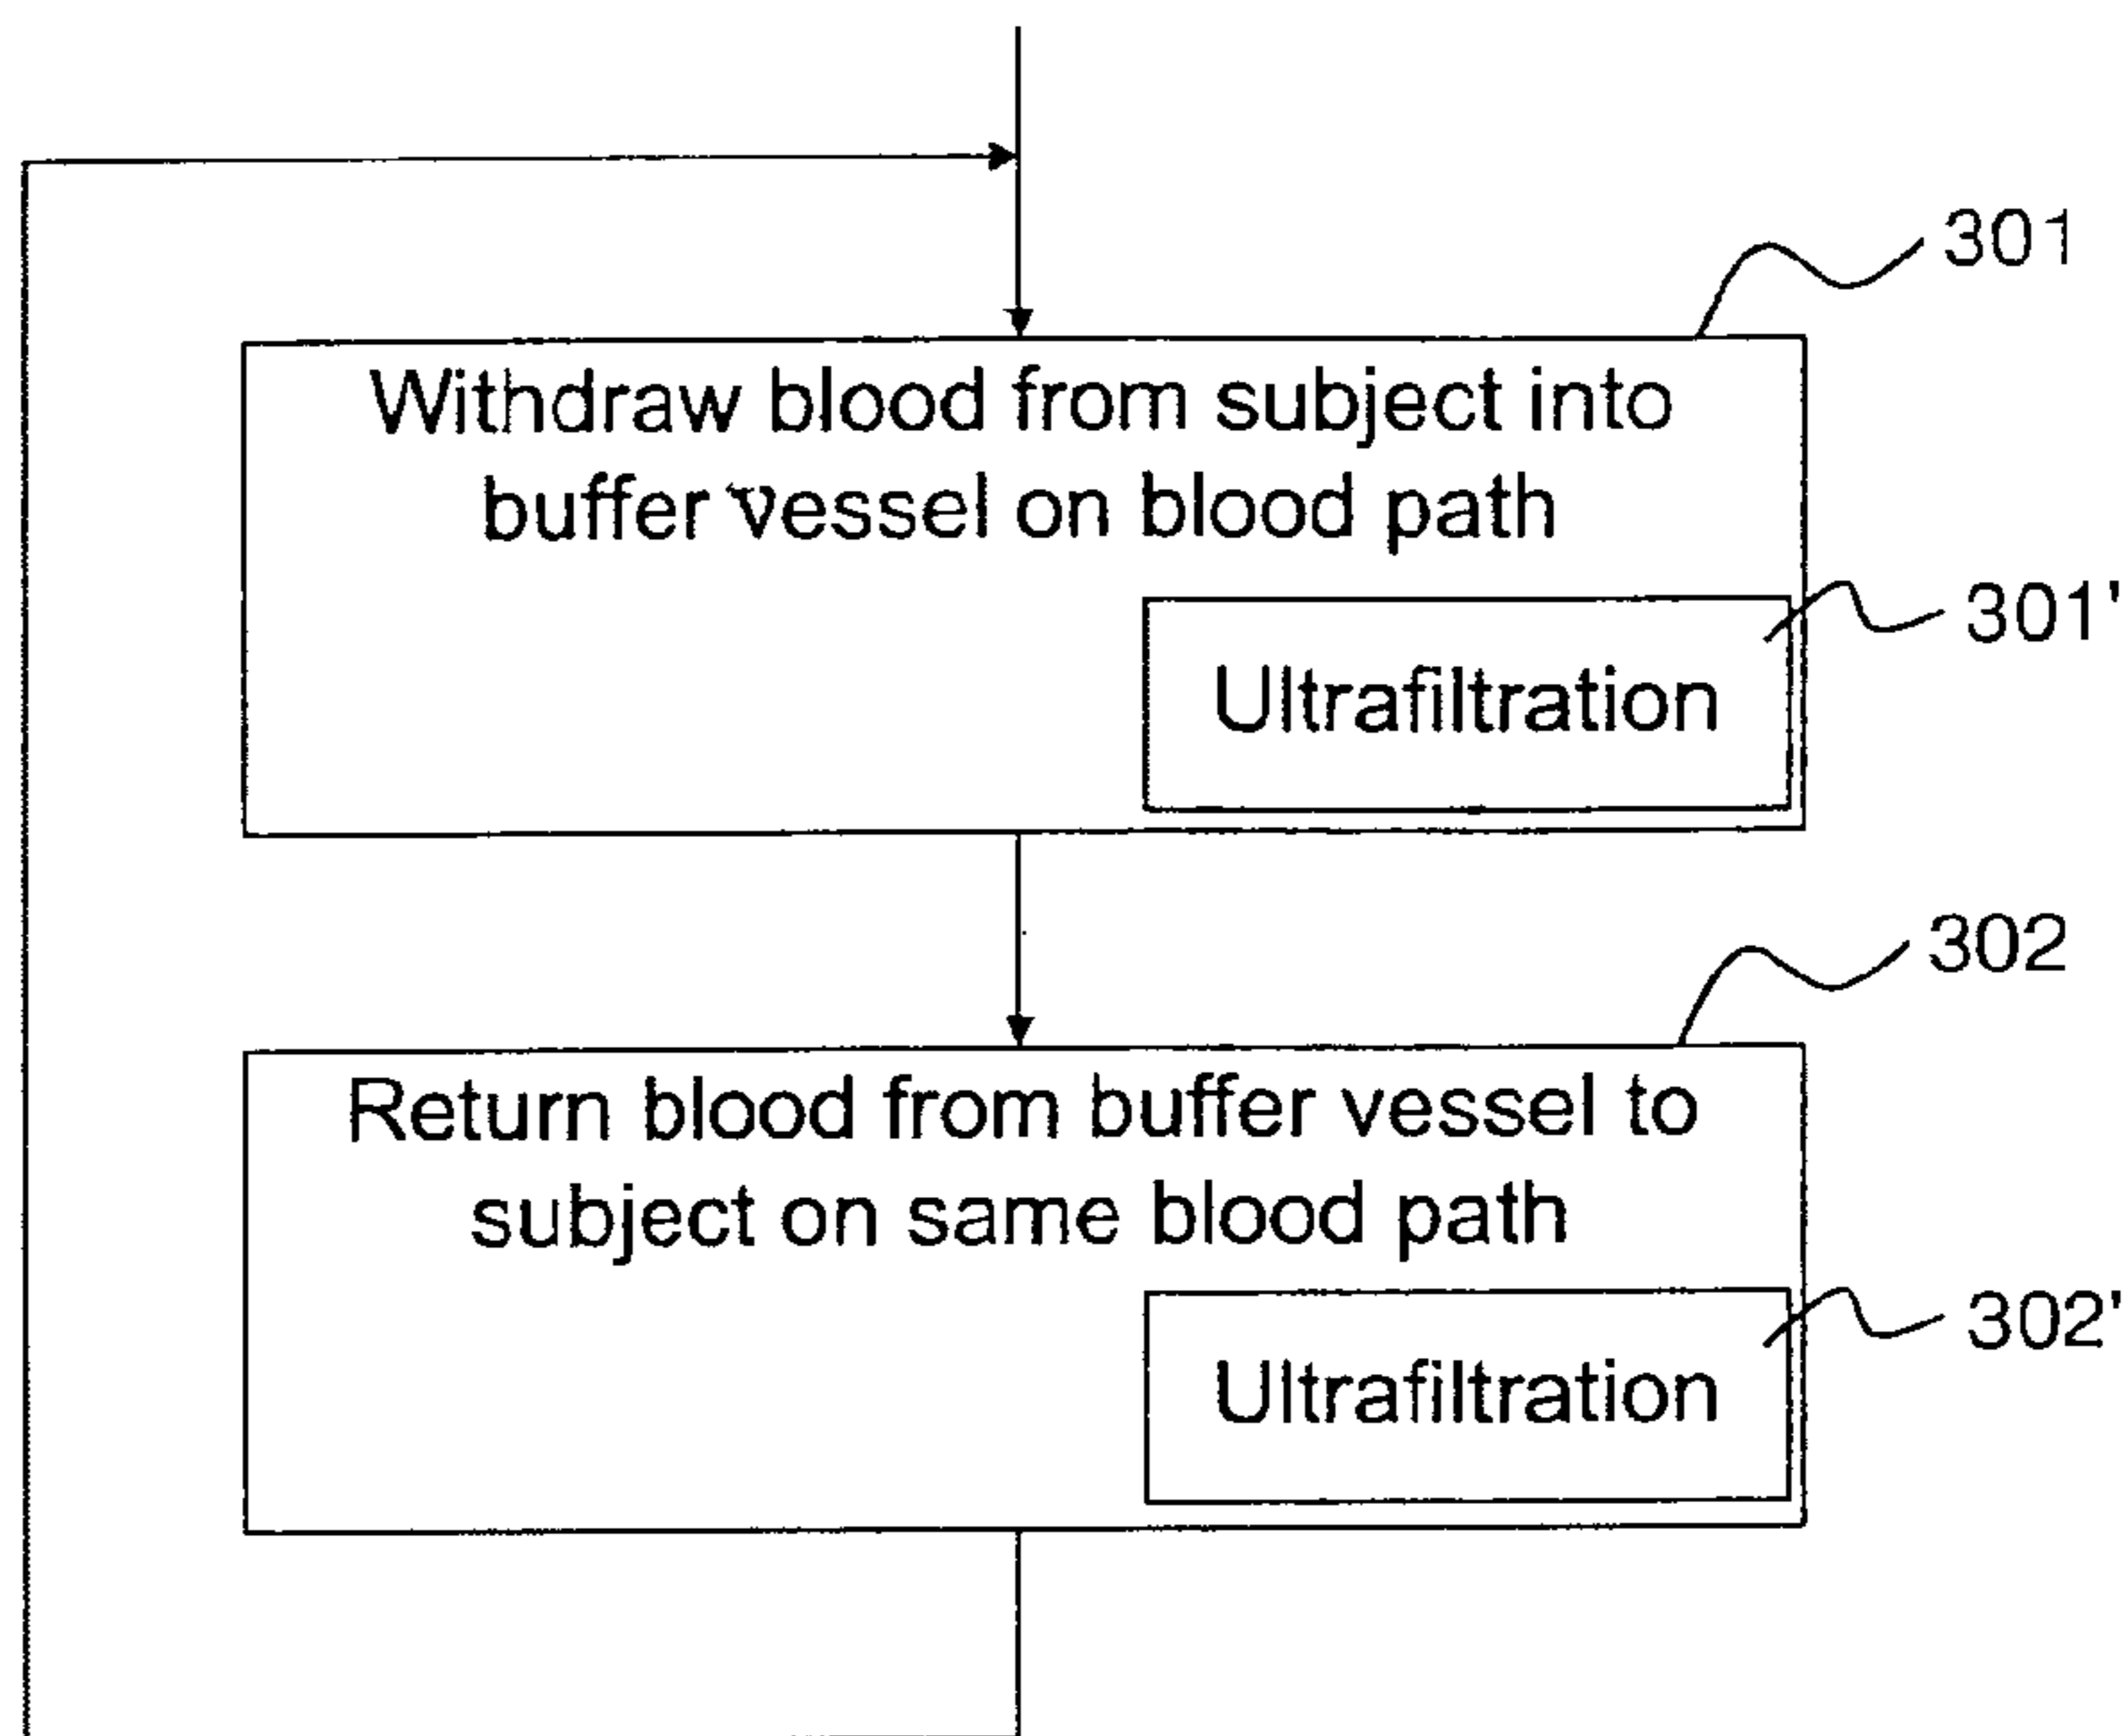 301
Withdraw blood from subject into
buffer vessel on blood path
301'
Ultrafiltration
302
Return blood from buffer vessel to
subject on same blood path
302'
Ultrafiltration